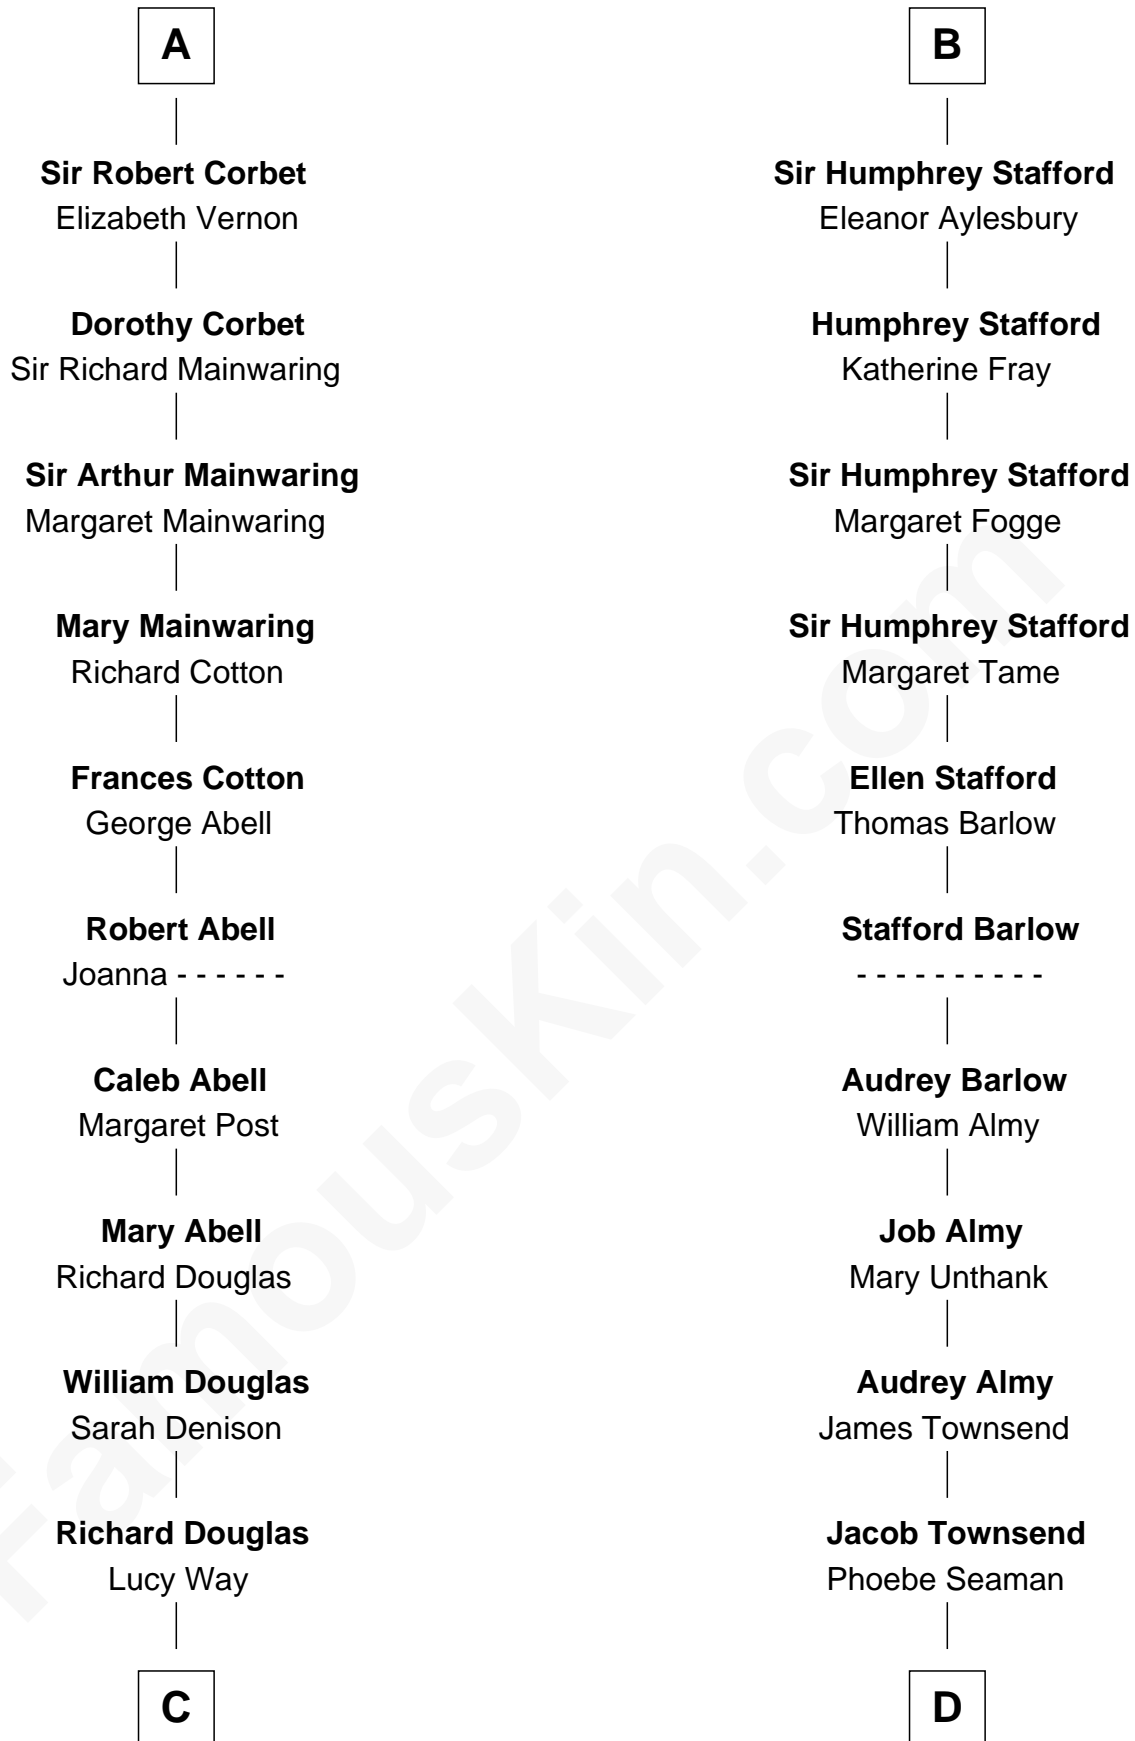 A
Sir Robert Corbet
Elizabeth Vernon
Dorothy Corbet
Sir Richard Mainwaring
Sir Arthur Mainwaring
Margaret Mainwaring
Mary Mainwaring
Richard Cotton
Frances Cotton
George Abell
Robert Abell
Joanna - - - - - -
Caleb Abell
Margaret Post
Mary Abell
Richard Douglas
William Douglas
Sarah Denison
Richard Douglas
Lucy Way
C
B
Sir Humphrey Stafford
Eleanor Aylesbury
Humphrey Stafford
Katherine Fray
Sir Humphrey Stafford
Margaret Fogge
Sir Humphrey Stafford
Margaret Tame
Ellen Stafford
Thomas Barlow
Stafford Barlow
- - - - - - - - - -
Audrey Barlow
William Almy
Job Almy
Mary Unthank
Audrey Almy
James Townsend
Jacob Townsend
Phoebe Seaman
D
FamousKin.com